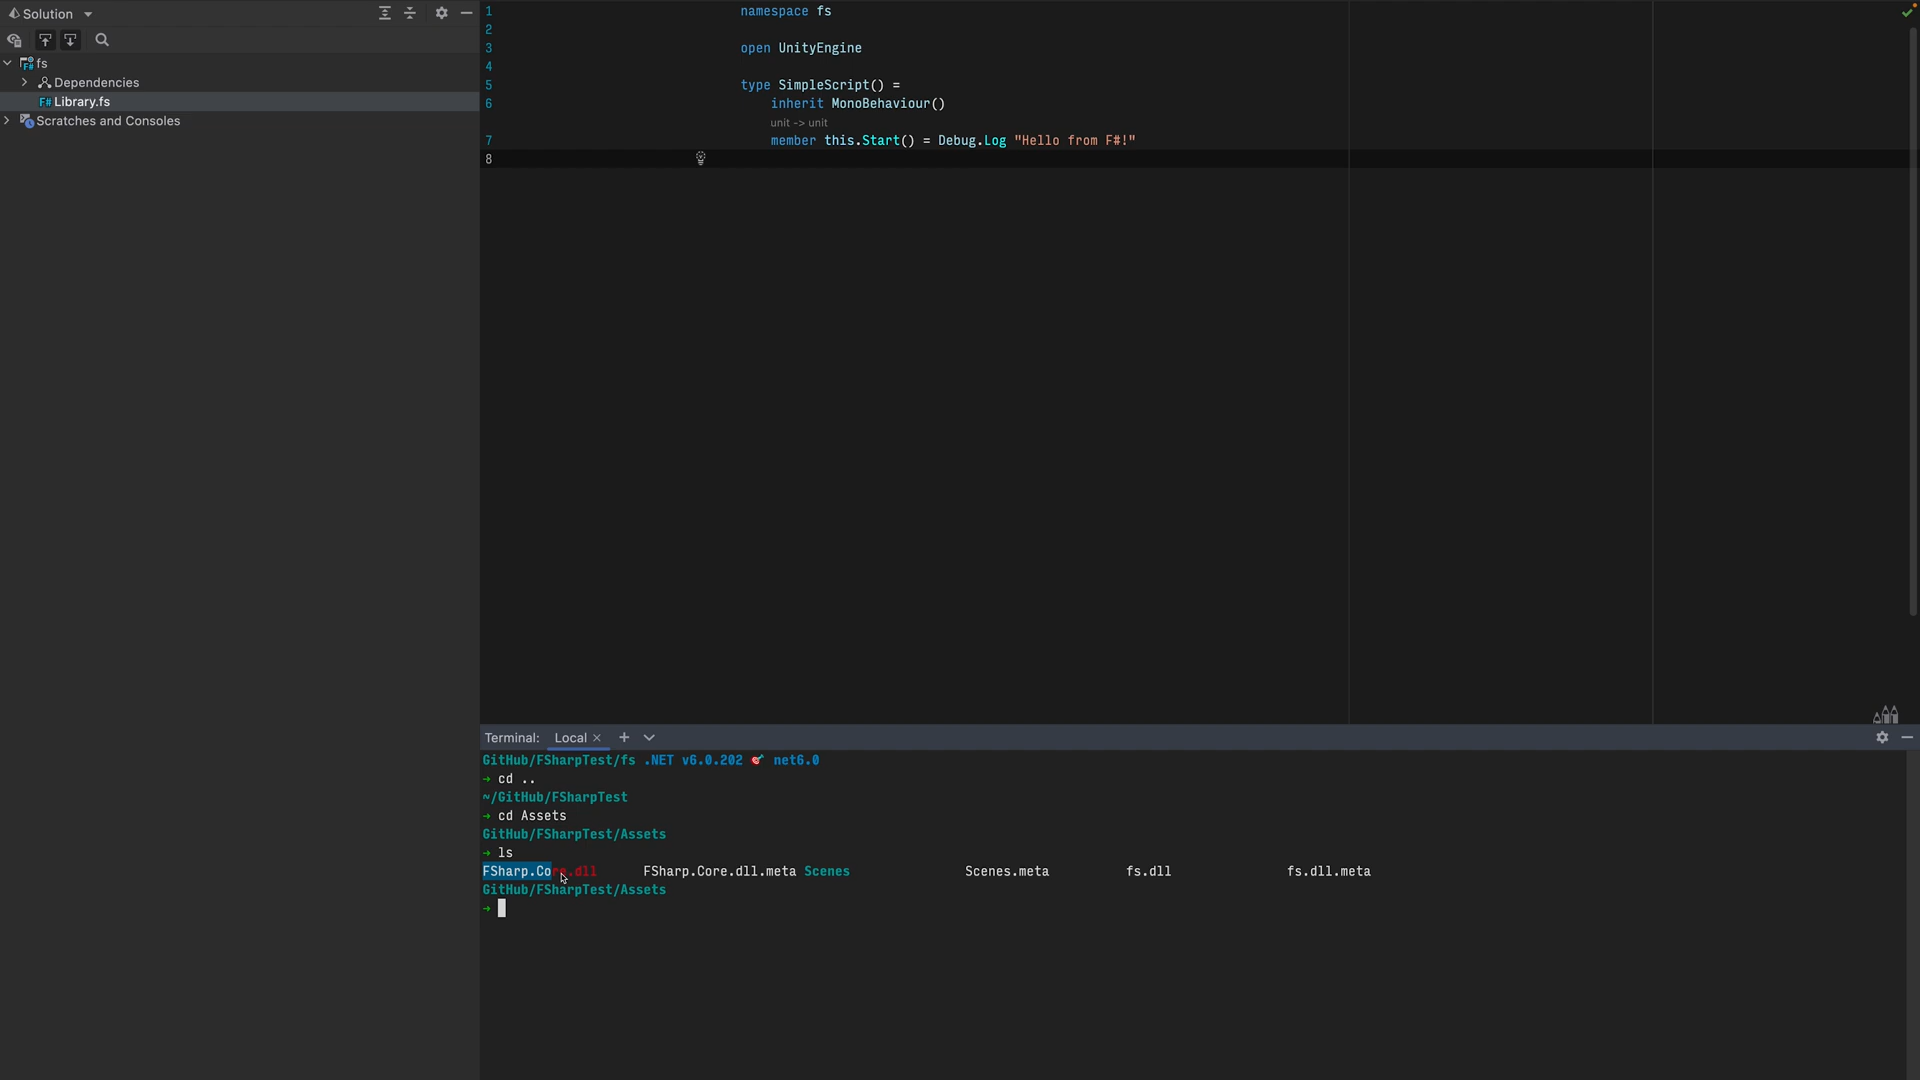 Solution
fs
Dependencies
F# Library.fs
Scratches and Consoles
1 namespace fs
2
3 open UnityEngine
4
5 type SimpleScript() =
6 inherit MonoBehaviour()
unit -> unit
7 member this.Start() = Debug.Log "Hello from F#!"
8
Terminal: Local × +
GitHub/FSharpTest/fs .NET v6.0.202 🎯 net6.0
→ cd ..
~/GitHub/FSharpTest
→ cd Assets
GitHub/FSharpTest/Assets
→ ls
FSharp.Core.dll FSharp.Core.dll.meta Scenes Scenes.meta fs.dll fs.dll.meta
GitHub/FSharpTest/Assets
→